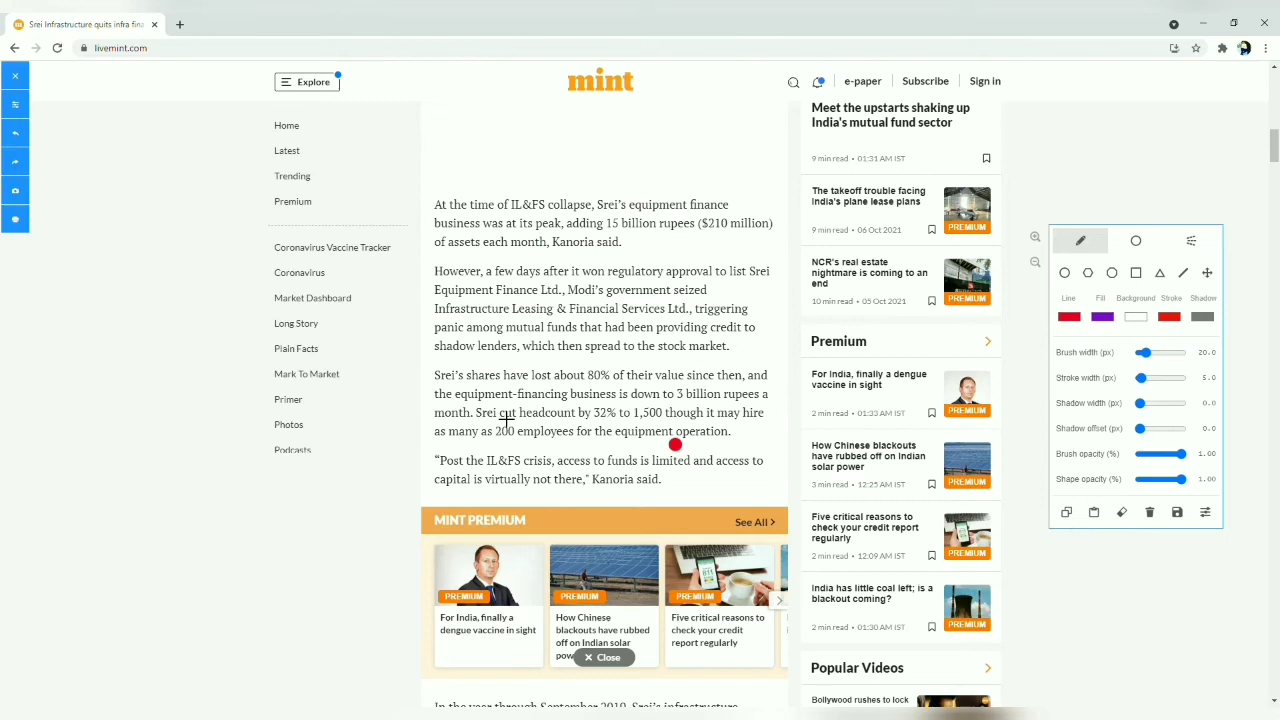 Srei Infrastructure quits infra fina
livemint.com
Explore
mint
e-paper
Subscribe
Sign in
Home
Latest
Trending
Premium
Coronavirus Vaccine Tracker
Coronavirus
Market Dashboard
Long Story
Plain Facts
Mark To Market
Primer
Photos
Podcasts
At the time of IL&FS collapse, Srei's equipment finance
business was at its peak, adding 15 billion rupees ($210 million)
of assets each month, Kanoria said.
However, a few days after it won regulatory approval to list Srei
Equipment Finance Ltd., Modi's government seized
Infrastructure Leasing & Financial Services Ltd., triggering
panic among mutual funds that had been providing credit to
shadow lenders, which then spread to the stock market.
Srei's shares have lost about 80% of their value since then, and
the equipment-financing business is down to 3 billion rupees a
month. Srei cut headcount by 32% to 1,500 though it may hire
as many as 200 employees for the equipment operation.
“Post the IL&FS crisis, access to funds is limited and access to
capital is virtually not there," Kanoria said.
MINT PREMIUM
See All >
PREMIUM
For India, finally a
dengue vaccine in sight
PREMIUM
How Chinese
blackouts have rubbed
off on Indian solar
pow
PREMIUM
Five critical reasons to
check your credit
report regularly
× Close
In the year through September 2019, Srei's infrastructure
Meet the upstarts shaking up
India's mutual fund sector
9 min read • 01:31 AM IST
The takeoff trouble facing
India's plane lease plans
9 min read • 06 Oct 2021
PREMIUM
NCR's real estate
nightmare is coming to an
end
10 min read • 05 Oct 2021
PREMIUM
Premium
For India, finally a dengue
vaccine in sight
2 min read • 01:33 AM IST
PREMIUM
How Chinese blackouts
have rubbed off on Indian
solar power
3 min read • 12:25 AM IST
PREMIUM
Five critical reasons to
check your credit report
regularly
2 min read • 12:09 AM IST
PREMIUM
India has little coal left; is a
blackout coming?
2 min read • 01:30 AM IST
PREMIUM
Popular Videos
Bollywood rushes to lock
Line Fill Background Stroke Shadow
Brush width (px) 20.0
Stroke width (px) 5.0
Shadow width (px) 0.0
Shadow offset (px) 0.0
Brush opacity (%) 1.00
Shape opacity (%) 1.00